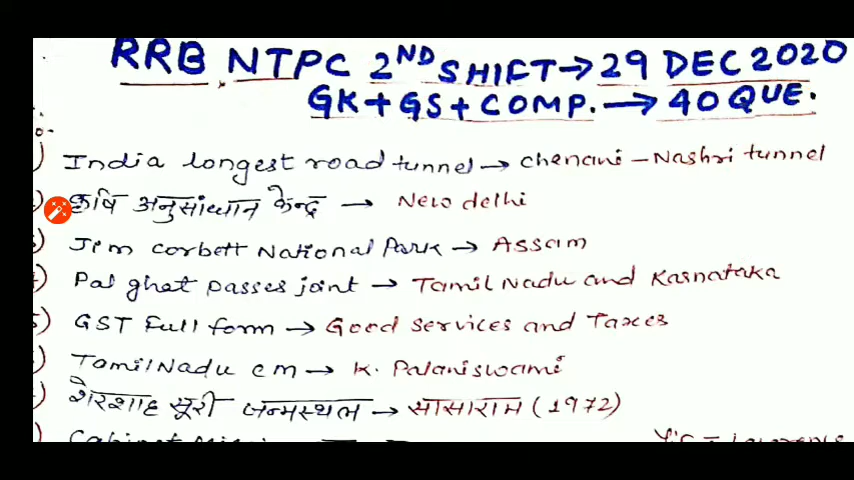 RRB NTPC 2ND SHIFT → 29 DEC 2020
GK + GS + COMP. → 40 QUE.
) India longest road tunnel → Chenani - Nashri tunnel
) कृषि अनुसांधान केन्द्र → New delhi
) Jim corbett National Park → Assam
) Pal ghat passes joint → Tamil Nadu and Karnataka
) GST Full form → Good services and Taxes
) Tamil Nadu cm → K. Palaniswami
) शेरशाह सूरी जन्मस्थल → सासाराम (1972)
)